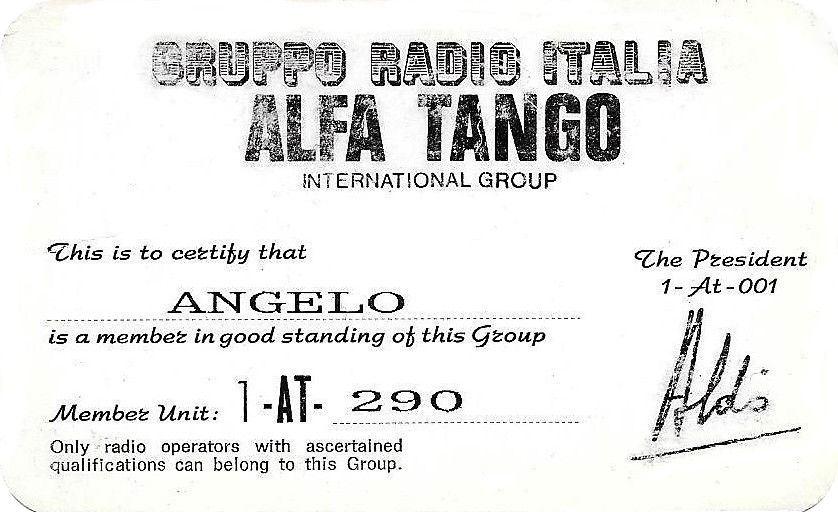 GRUPPO RADIO ITALIA
ALFA TANGO
INTERNATIONAL GROUP
This is to certify that
ANGELO
is a member in good standing of this Group
Member Unit: 1-AT- 290
Only radio operators with ascertained
qualifications can belong to this Group.
The President
1-At-001
Aldo